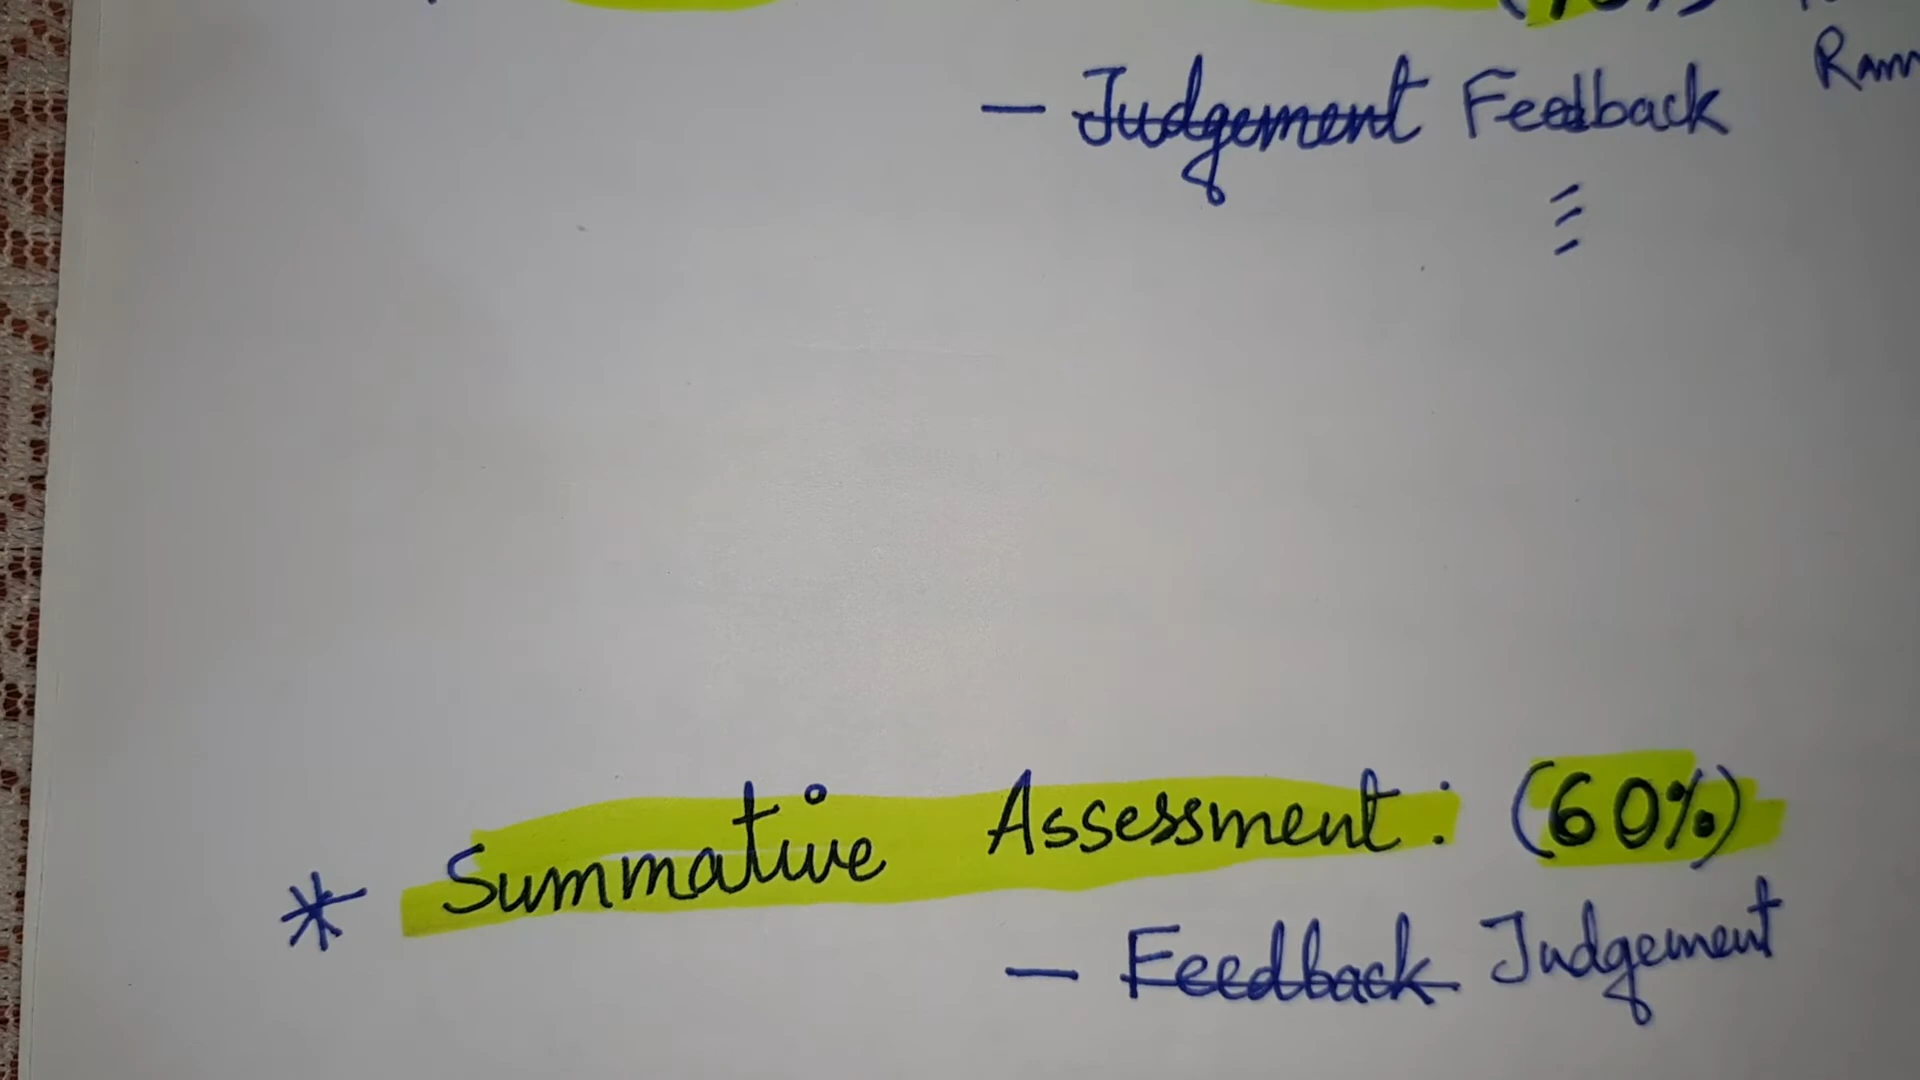 - Judgement Feedback
* Summative Assessment: (60%)
- Feedback Judgement